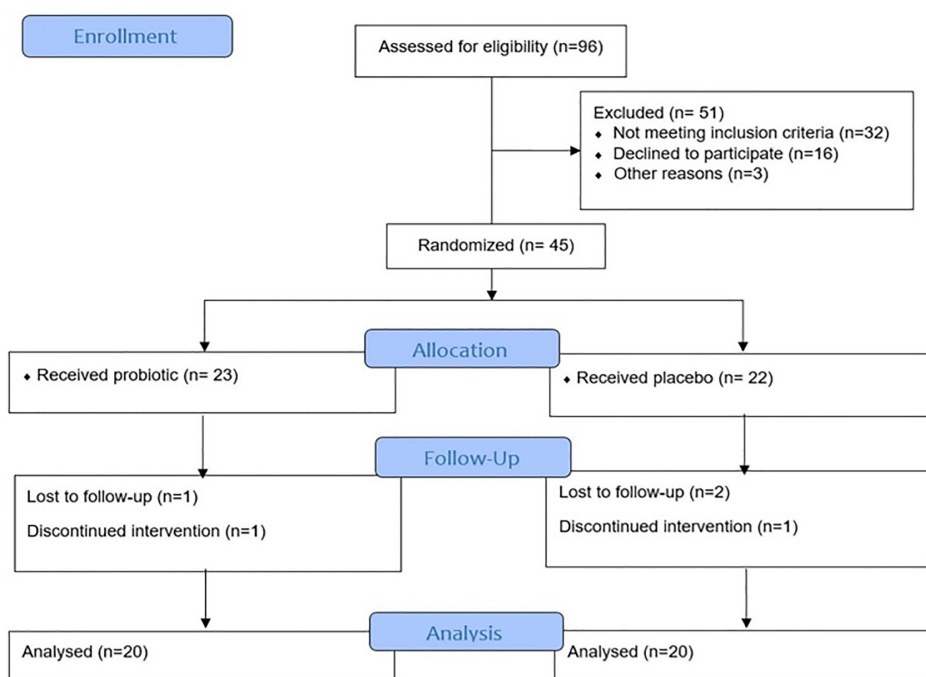 Enrollment
Assessed for eligibility (n=96)
Excluded (n= 51)
⬧ Not meeting inclusion criteria (n=32)
⬧ Declined to participate (n=16)
⬧ Other reasons (n=3)
Randomized (n= 45)
Allocation
⬧ Received probiotic (n= 23)
⬧ Received placebo (n= 22)
Follow-Up
Lost to follow-up (n=1)
Discontinued intervention (n=1)
Lost to follow-up (n=2)
Discontinued intervention (n=1)
Analysis
Analysed (n=20)
Analysed (n=20)